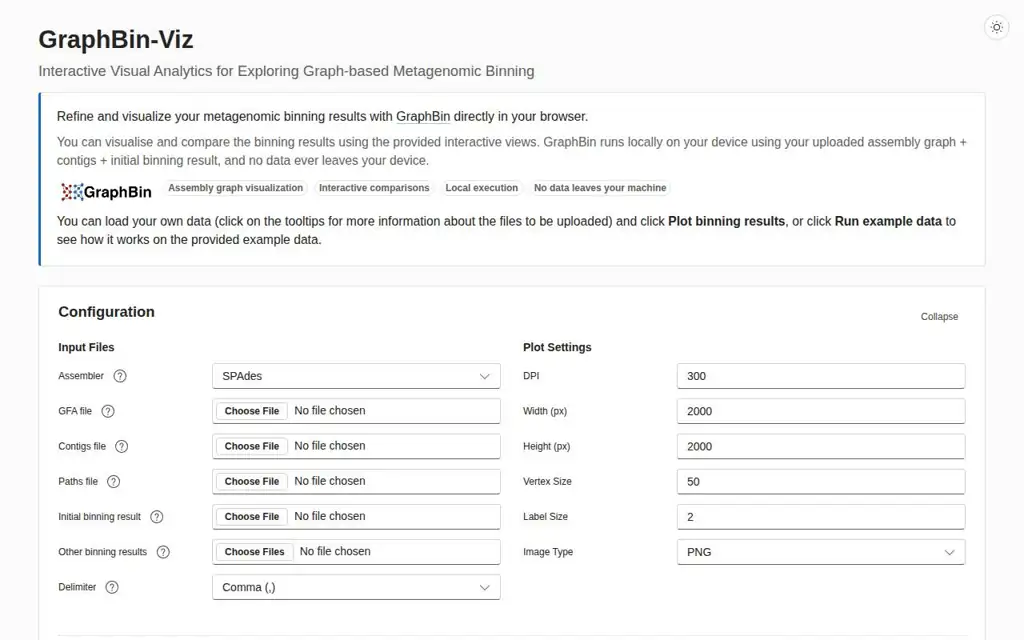 GraphBin-Viz
Interactive Visual Analytics for Exploring Graph-based Metagenomic Binning
Refine and visualize your metagenomic binning results with GraphBin directly in your browser.
You can visualise and compare the binning results using the provided interactive views. GraphBin runs locally on your device using your uploaded assembly graph +
contigs + initial binning result, and no data ever leaves your device.
GraphBin Assembly graph visualization Interactive comparisons Local execution No data leaves your machine
You can load your own data (click on the tooltips for more information about the files to be uploaded) and click Plot binning results, or click Run example data to
see how it works on the provided example data.
Configuration
Collapse
Input Files
Assembler ? SPAdes
GFA file ? Choose File No file chosen
Contigs file ? Choose File No file chosen
Paths file ? Choose File No file chosen
Initial binning result ? Choose File No file chosen
Other binning results ? Choose Files No file chosen
Delimiter ? Comma (,)
Plot Settings
DPI 300
Width (px) 2000
Height (px) 2000
Vertex Size 50
Label Size 2
Image Type PNG